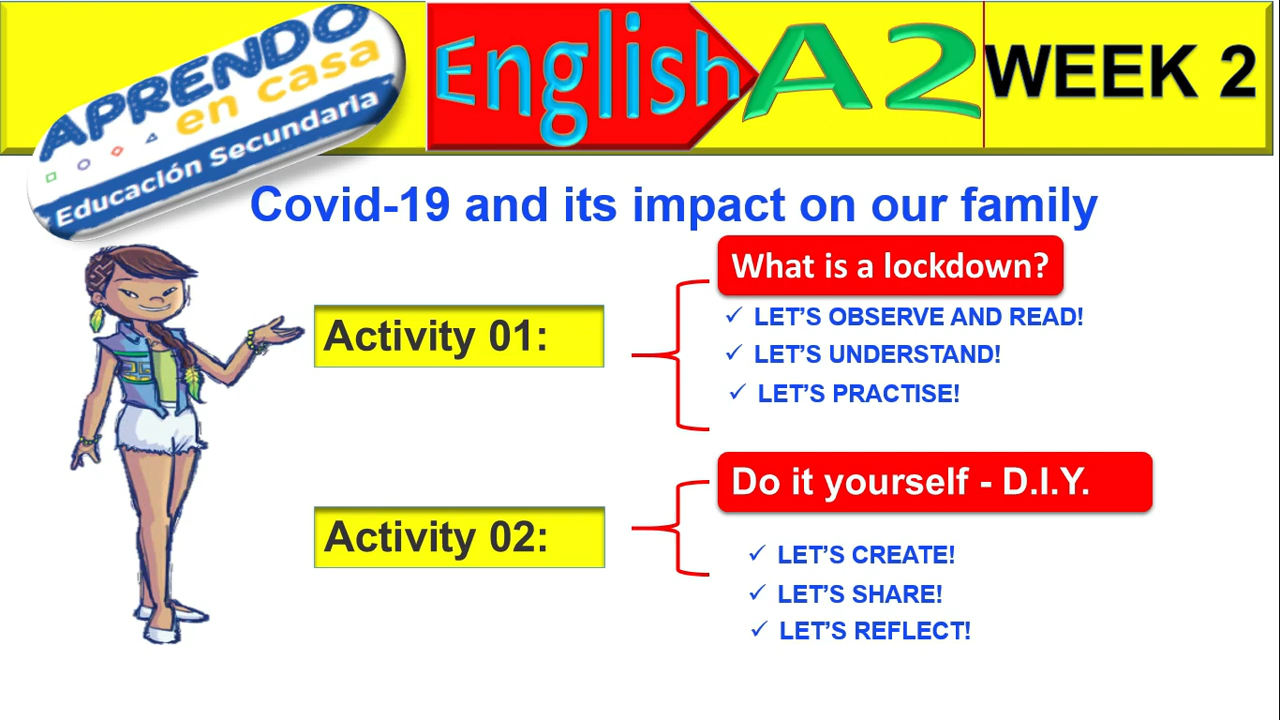 APRENDO
en casa
Educación Secundaria
English
A2
WEEK 2
Covid-19 and its impact on our family
Activity 01:
What is a lockdown?
✓ LET’S OBSERVE AND READ!
✓ LET’S UNDERSTAND!
✓ LET’S PRACTISE!
Activity 02:
Do it yourself - D.I.Y.
✓ LET’S CREATE!
✓ LET’S SHARE!
✓ LET’S REFLECT!